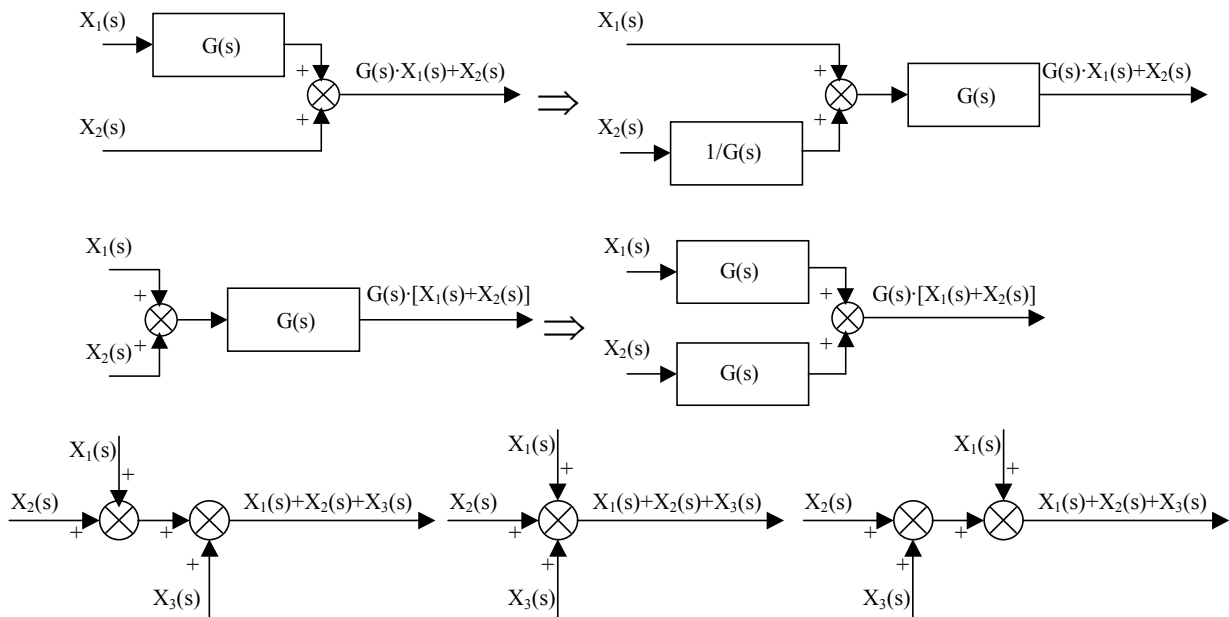 X₁(s)
G(s)
+
+
G(s)·X₁(s)+X₂(s)
X₂(s)
⇒
X₁(s)
+
+
G(s)
G(s)·X₁(s)+X₂(s)
X₂(s)
1/G(s)
X₁(s)
+
+
G(s)
G(s)·[X₁(s)+X₂(s)]
X₂(s)
⇒
X₁(s)
G(s)
+
+
G(s)·[X₁(s)+X₂(s)]
X₂(s)
G(s)
X₁(s)
+
X₂(s)
+
+
+
X₁(s)+X₂(s)+X₃(s)
X₃(s)
X₁(s)
+
X₂(s)
+
+
X₁(s)+X₂(s)+X₃(s)
X₃(s)
X₁(s)
+
X₂(s)
+
+
+
X₁(s)+X₂(s)+X₃(s)
X₃(s)